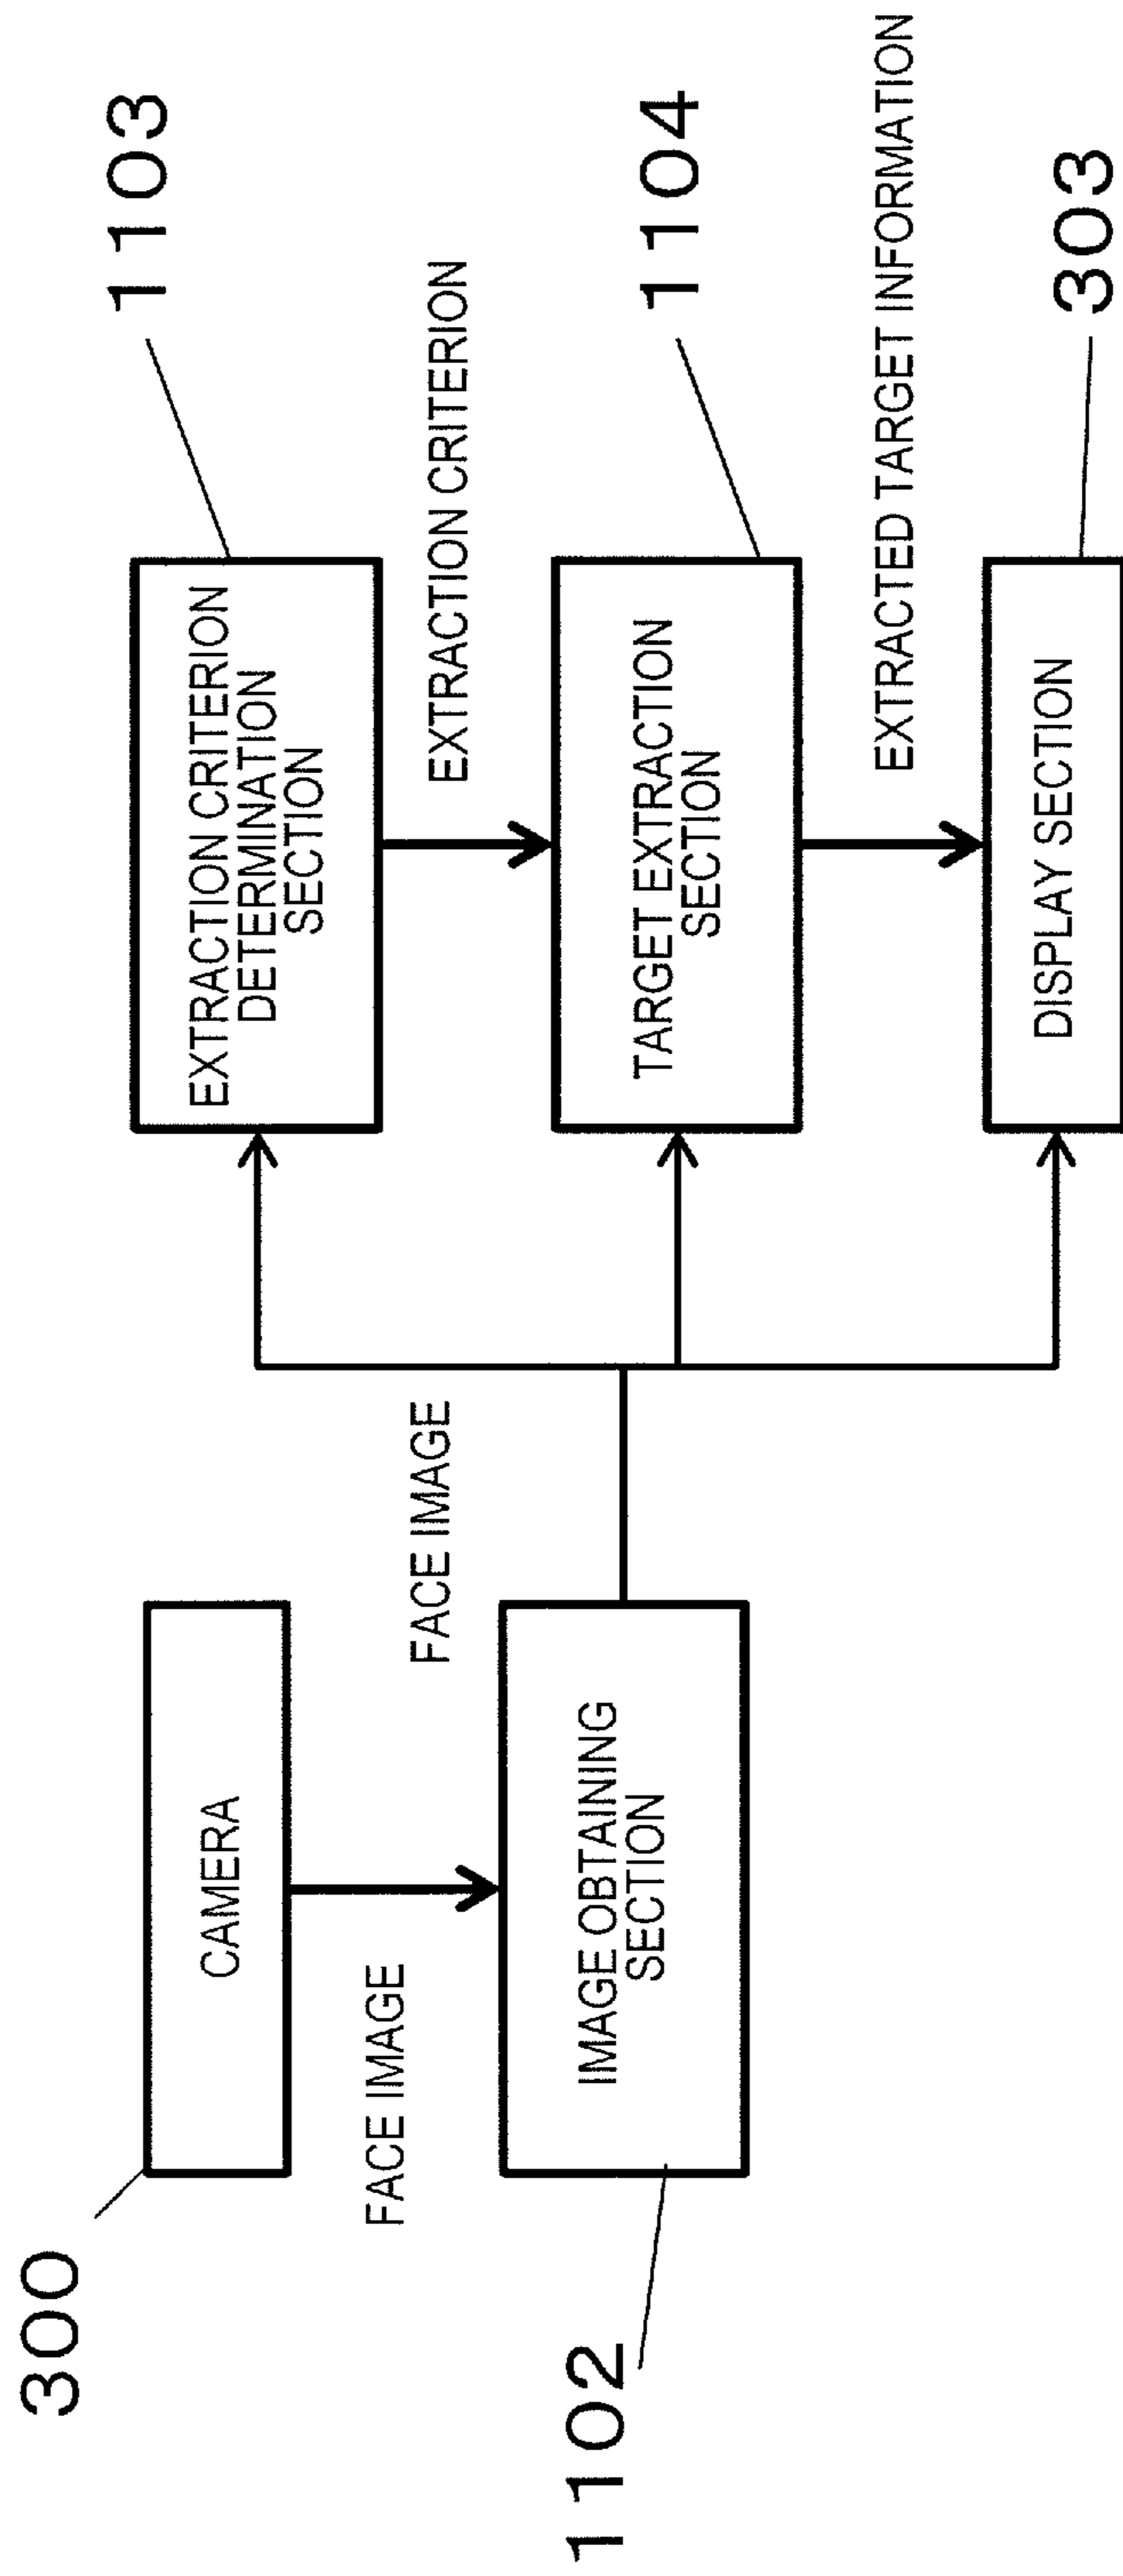 300
CAMERA
FACE IMAGE
1102
IMAGE OBTAINING
SECTION
FACE IMAGE
1103
EXTRACTION CRITERION
DETERMINATION
SECTION
EXTRACTION CRITERION
1104
TARGET EXTRACTION
SECTION
EXTRACTED TARGET INFORMATION
303
DISPLAY SECTION